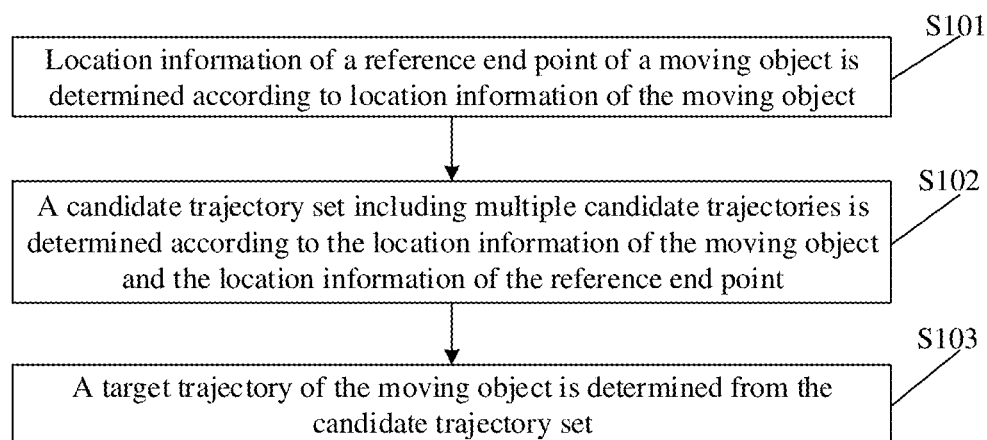 S101
Location information of a reference end point of a moving object is
determined according to location information of the moving object
S102
A candidate trajectory set including multiple candidate trajectories is
determined according to the location information of the moving object
and the location information of the reference end point
S103
A target trajectory of the moving object is determined from the
candidate trajectory set